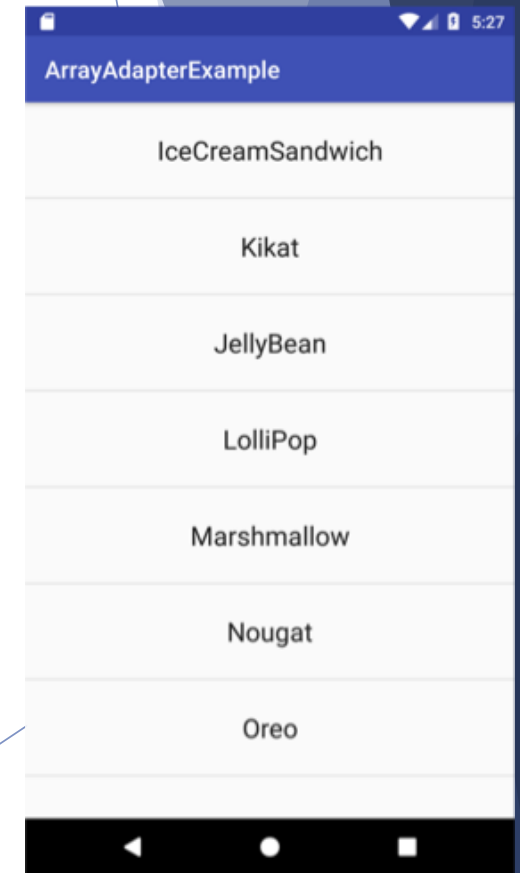 5:27
ArrayAdapterExample
IceCreamSandwich
Kikat
JellyBean
LolliPop
Marshmallow
Nougat
Oreo